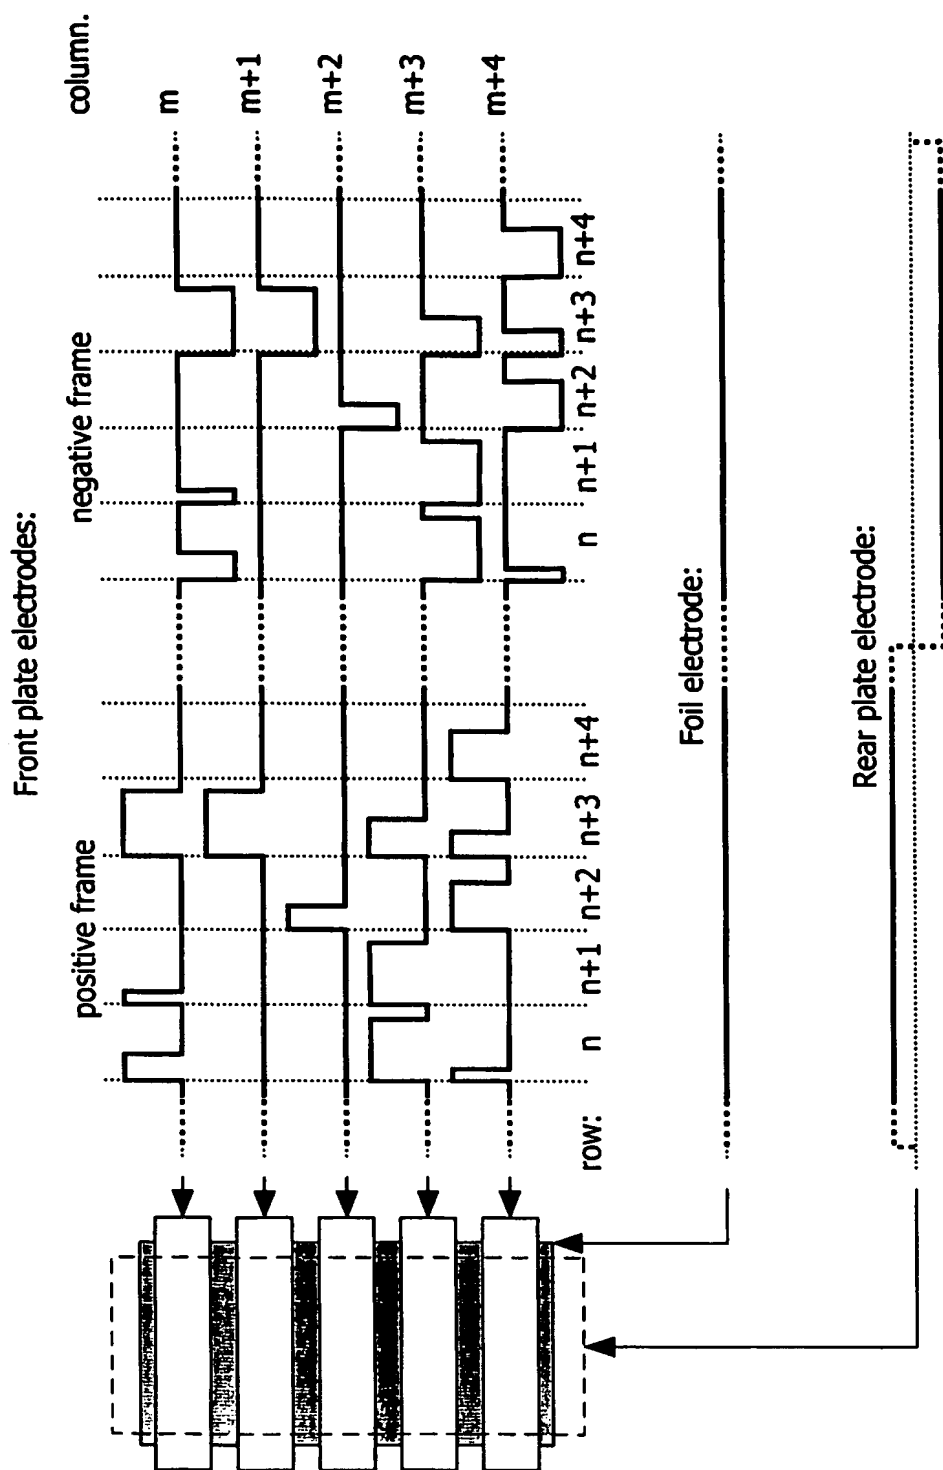 Front plate electrodes:
positive frame
negative frame
column.
m
m+1
m+2
m+3
m+4
row:
n
n+1
n+2
n+3
n+4
n
n+1
n+2
n+3
n+4
Foil electrode:
Rear plate electrode: